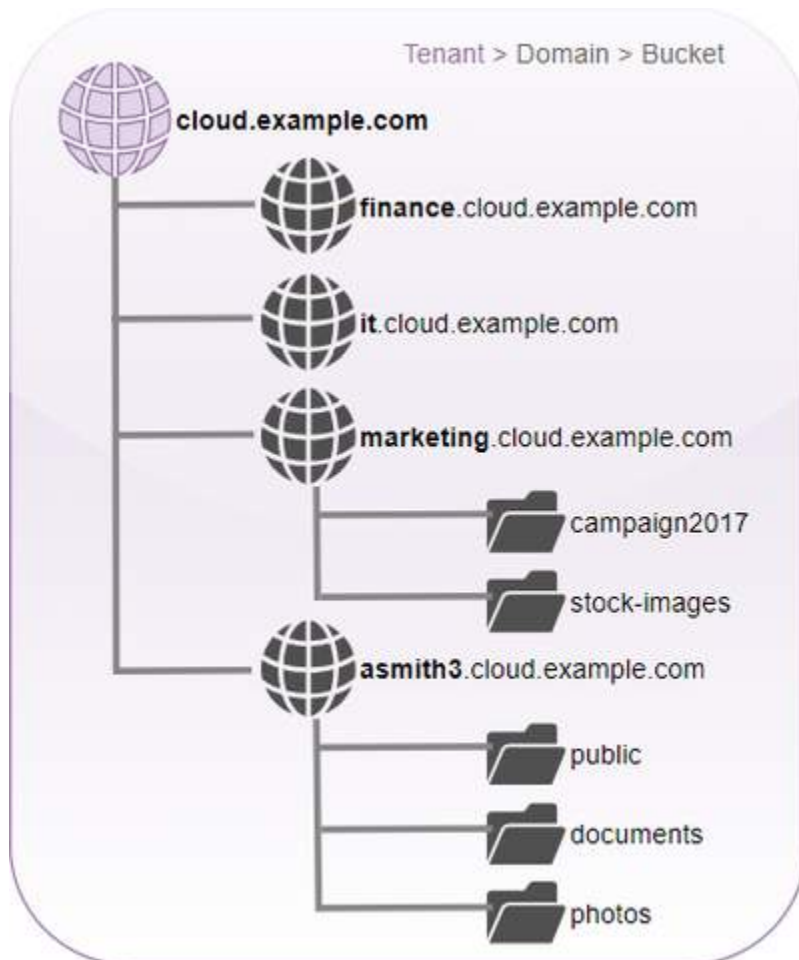 Tenant > Domain > Bucket
cloud.example.com
finance.cloud.example.com
it.cloud.example.com
marketing.cloud.example.com
campaign2017
stock-images
asmith3.cloud.example.com
public
documents
photos